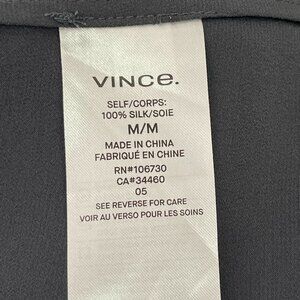 VINCE.
SELF/CORPS:
100% SILK/SOIE
M/M
MADE IN CHINA
FABRIQUÉ EN CHINE
RN#106730
CA#34460
05
SEE REVERSE FOR CARE
VOIR AU VERSO POUR LES SOINS